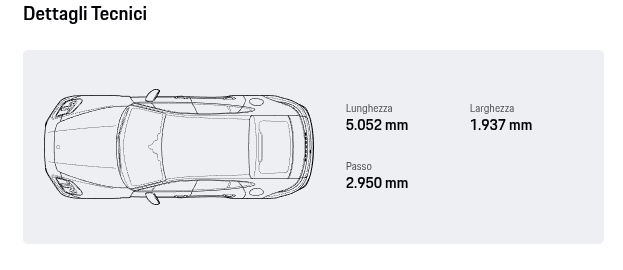 Dettagli Tecnici
Lunghezza
5.052 mm
Larghezza
1.937 mm
Passo
2.950 mm